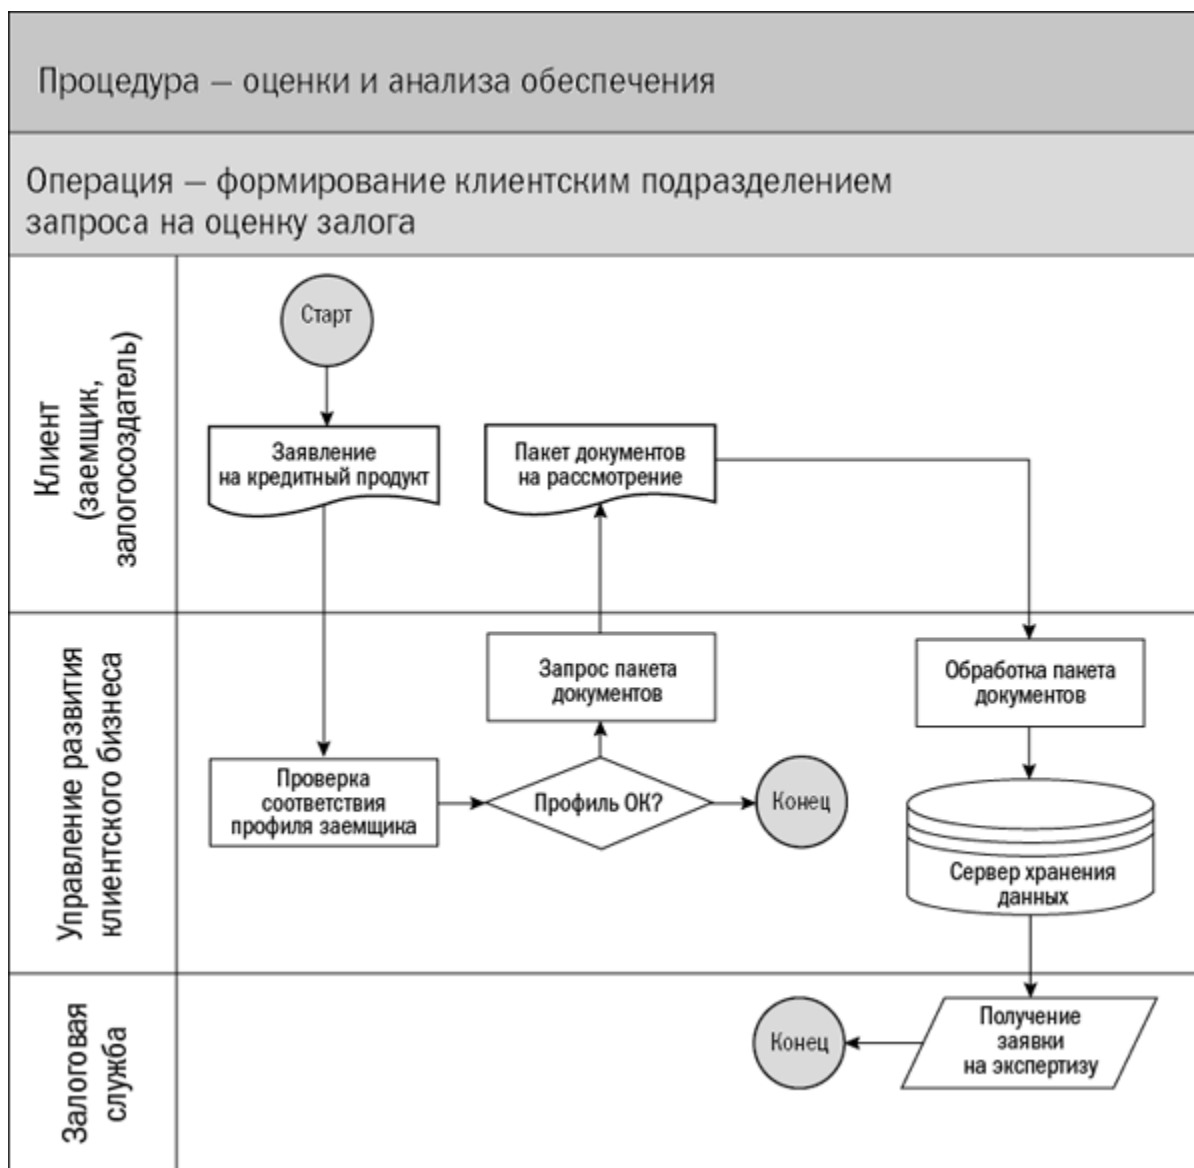 Процедура — оценки и анализа обеспечения
Операция — формирование клиентским подразделением
запроса на оценку залога
Клиент
(заемщик,
залогосоздатель)
Старт
Заявление
на кредитный продукт
Пакет документов
на рассмотрение
Управление развития
клиентского бизнеса
Запрос пакета
документов
Обработка пакета
документов
Проверка
соответствия
профиля заемщика
Профиль ОК?
Конец
Сервер хранения
данных
Залоговая
служба
Конец
Получение
заявки
на экспертизу